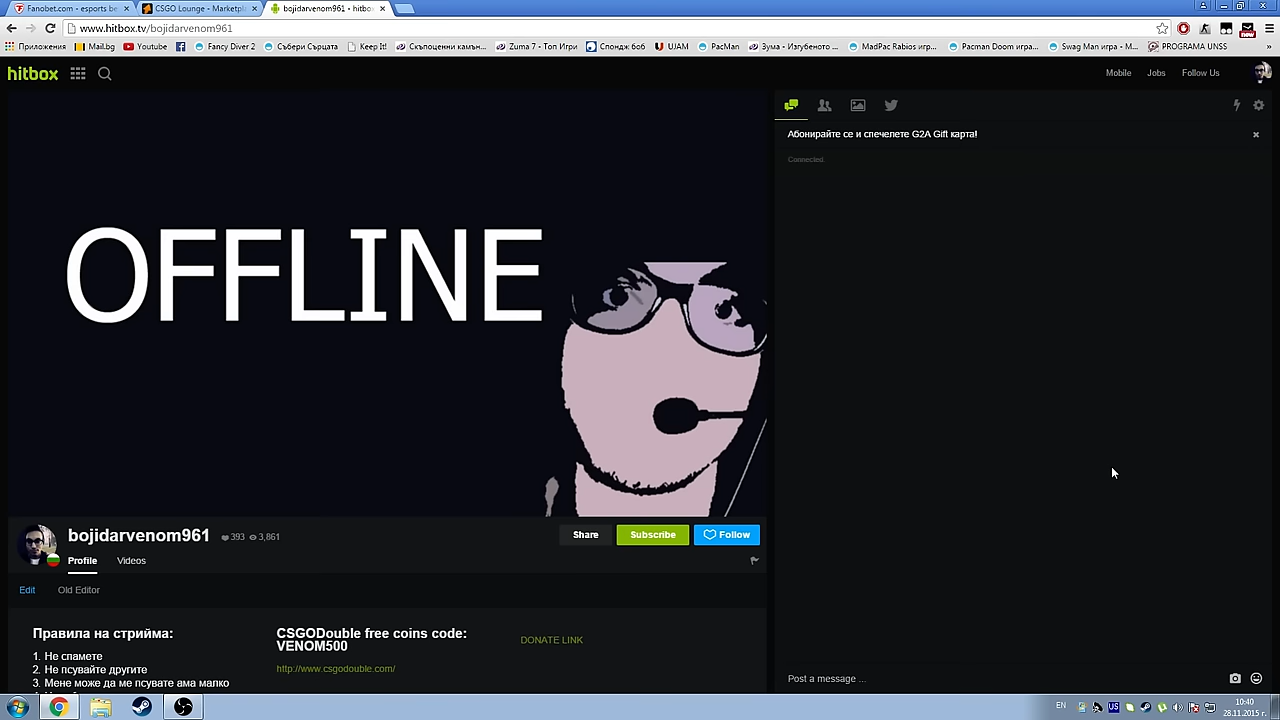 Fanobet.com - esports be
CSGO Lounge - Marketpl
bojidarvenom961 - hitbo
www.hitbox.tv/bojidarvenom961
Приложения
Mail.bg
Youtube
Fancy Diver 2
Събери Сърцата
Keep It!
Скъпоценни камън...
Zuma 7 - Топ Игри
Спондж боб
UJAM
PacMan
Зума - Изгубеното ...
MadPac Rabios игр...
Pacman Doom игра...
Swag Man игра - M...
PROGRAMA UNSS
»
hitbox
Mobile
Jobs
Follow Us
Абонирайте се и спечелете G2A Gift карта!
Connected.
OFFLINE
bojidarvenom961
393
3,861
Share
Subscribe
Follow
Profile
Videos
Edit
Old Editor
Правила на стрийма:
1. Не спамете
2. Не псувайте другите
3. Мене може да ме псувате ама малко
CSGODouble free coins code:
VENOM500
http://www.csgodouble.com/
DONATE LINK
Post a message ...
EN
US
10:40
28.11.2015 г.